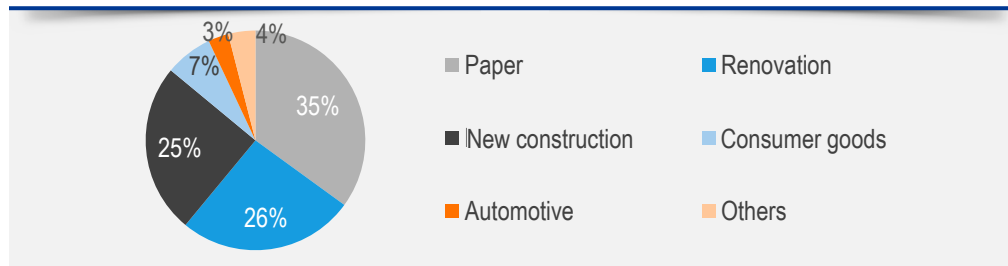 3%
4%
7%
35%
25%
26%
Paper
Renovation
New construction
Consumer goods
Automotive
Others